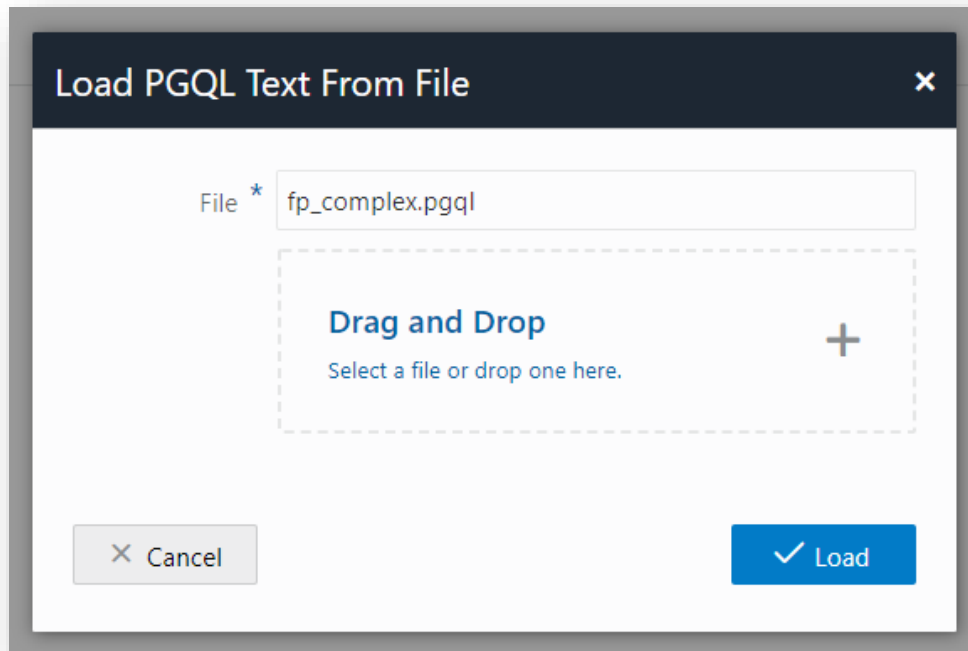 Load PGQL Text From File
File * fp_complex.pgql
Drag and Drop
Select a file or drop one here.
Cancel
Load